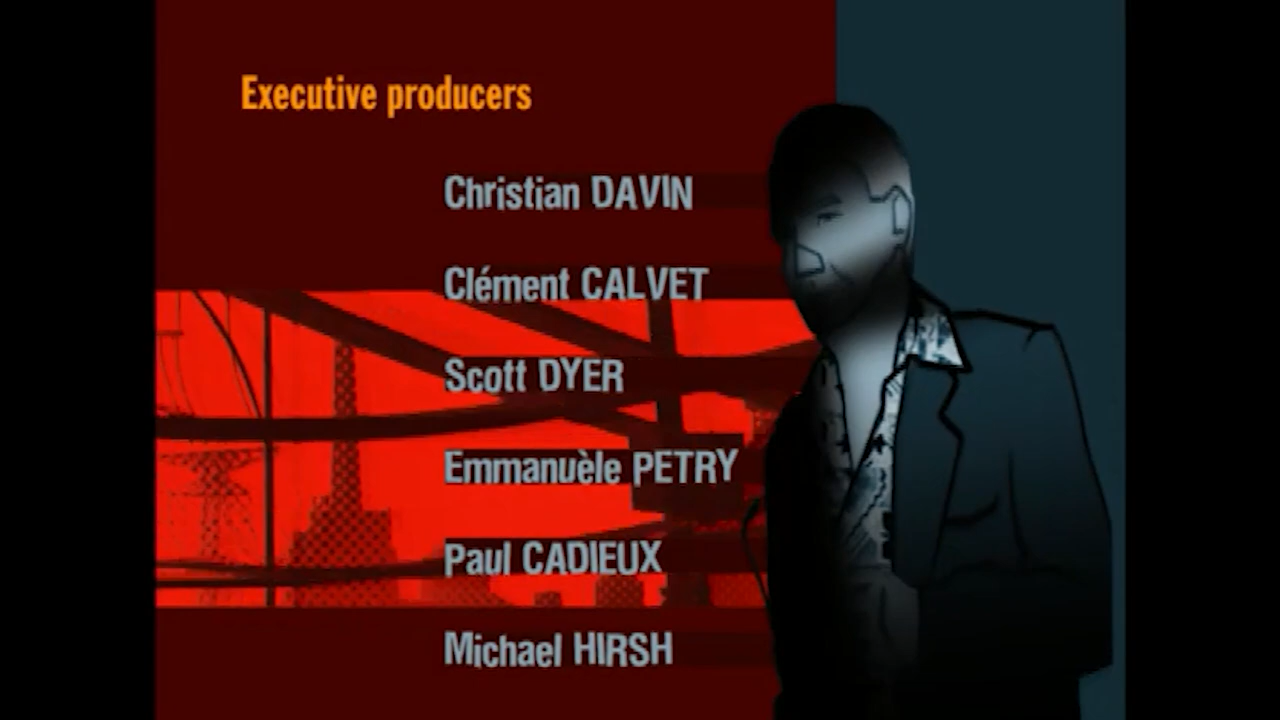 Executive producers
Christian DAVIN
Clément CALVET
Scott DYER
Emmanuèle PETRY
Paul CADIEUX
Michael HIRSH